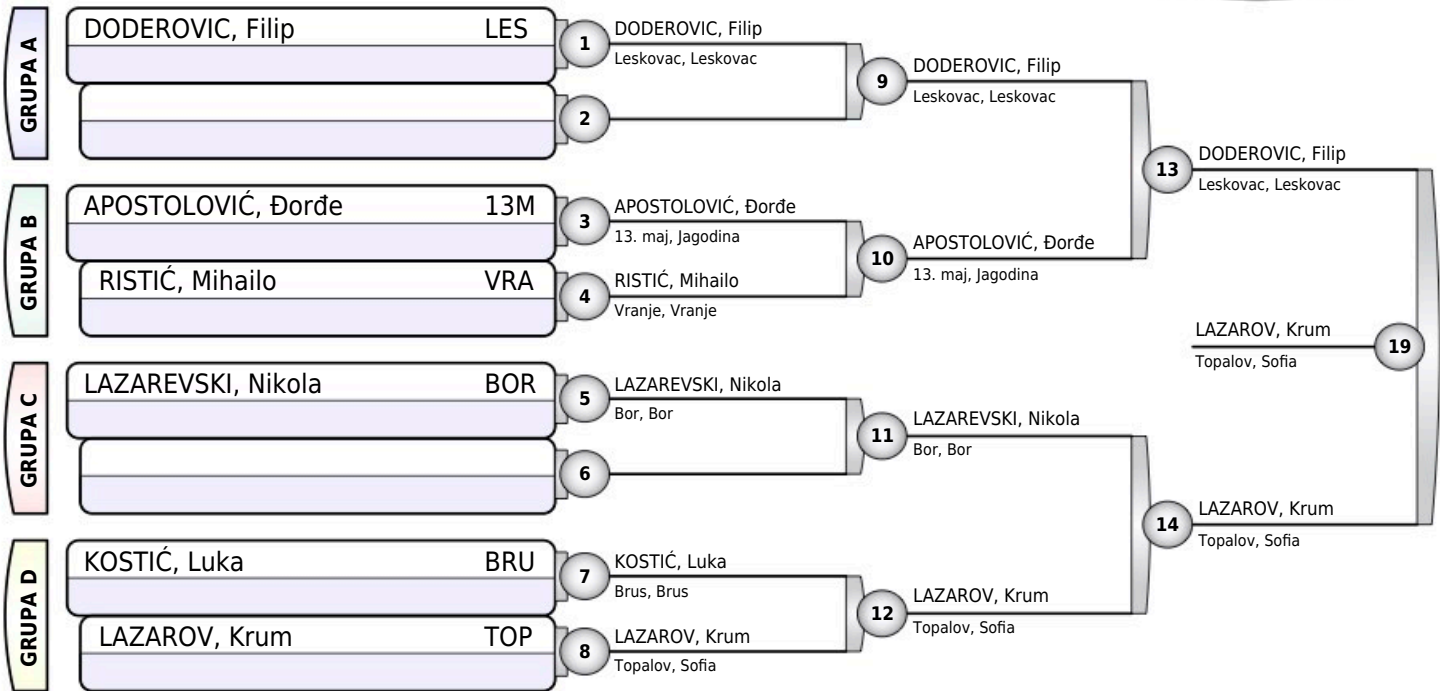 GRUPA A
DODEROVIC, Filip LES
1
DODEROVIC, Filip
Leskovac, Leskovac
2
9
DODEROVIC, Filip
Leskovac, Leskovac
GRUPA B
APOSTOLOVIĆ, Đorđe 13M
3
APOSTOLOVIĆ, Đorđe
13. maj, Jagodina
RISTIĆ, Mihailo VRA
4
RISTIĆ, Mihailo
Vranje, Vranje
10
APOSTOLOVIĆ, Đorđe
13. maj, Jagodina
13
DODEROVIC, Filip
Leskovac, Leskovac
GRUPA C
LAZAREVSKI, Nikola BOR
5
LAZAREVSKI, Nikola
Bor, Bor
6
11
LAZAREVSKI, Nikola
Bor, Bor
GRUPA D
KOSTIĆ, Luka BRU
7
KOSTIĆ, Luka
Brus, Brus
LAZAROV, Krum TOP
8
LAZAROV, Krum
Topalov, Sofia
12
LAZAROV, Krum
Topalov, Sofia
14
LAZAROV, Krum
Topalov, Sofia
LAZAROV, Krum
Topalov, Sofia
19